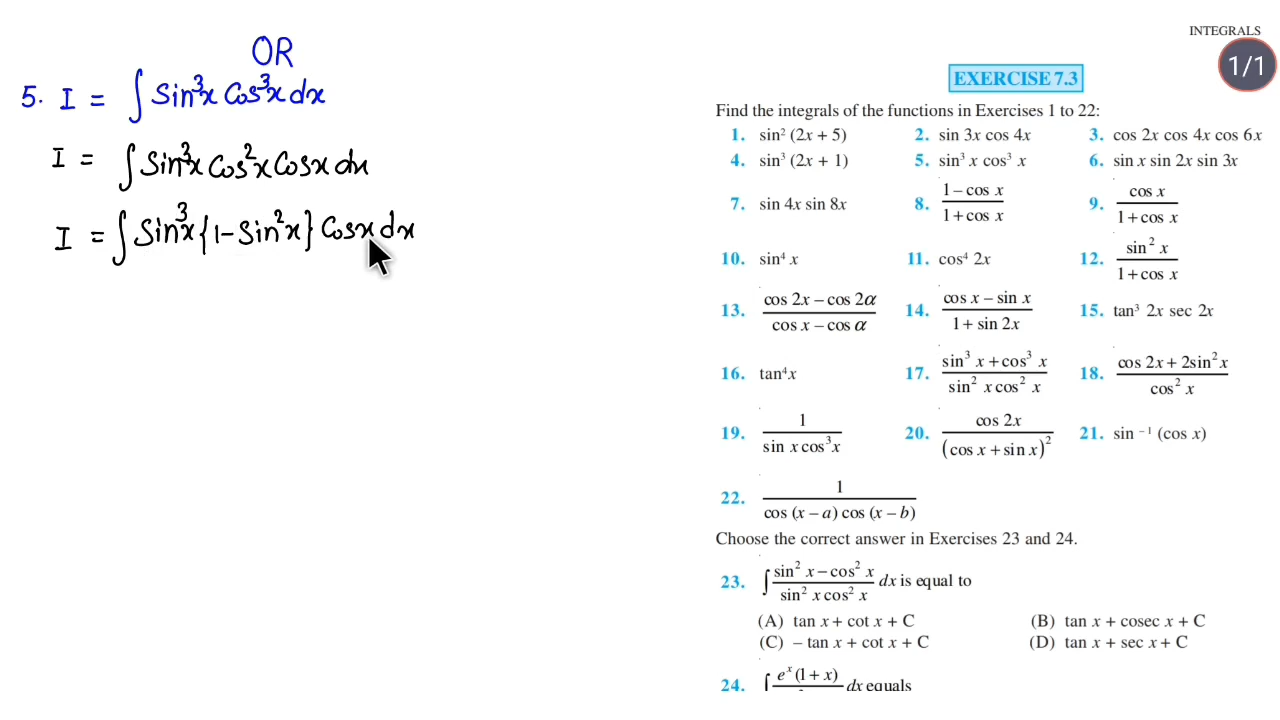 OR
5. I = ∫ Sin³x Cos³x dx
I = ∫ Sin³x Cos²x Cosx dx
I = ∫ Sin³x {1- Sin²x} Cosx dx
INTEGRALS
1/1
EXERCISE 7.3
Find the integrals of the functions in Exercises 1 to 22:
1. sin² (2x + 5) 2. sin 3x cos 4x 3. cos 2x cos 4x cos 6x
4. sin³ (2x + 1) 5. sin³ x cos³ x 6. sin x sin 2x sin 3x
7. sin 4x sin 8x 8. (1 – cos x)/(1 + cos x) 9. cos x/(1 + cos x)
10. sin⁴ x 11. cos⁴ 2x 12. sin² x/(1 + cos x)
13. (cos 2x – cos 2α)/(cos x – cos α) 14. (cos x – sin x)/(1 + sin 2x) 15. tan³ 2x sec 2x
16. tan⁴x 17. (sin³ x + cos³ x)/(sin² x cos² x) 18. (cos 2x + 2sin² x)/(cos² x)
19. 1/(sin x cos³x) 20. cos 2x/(cos x + sin x)² 21. sin ⁻¹ (cos x)
22. 1/(cos (x – a) cos (x – b))
Choose the correct answer in Exercises 23 and 24.
23. ∫ (sin² x – cos² x)/(sin² x cos² x) dx is equal to
(A) tan x + cot x + C (B) tan x + cosec x + C
(C) – tan x + cot x + C (D) tan x + sec x + C
24. ∫ eˣ (1 + x) dx equals